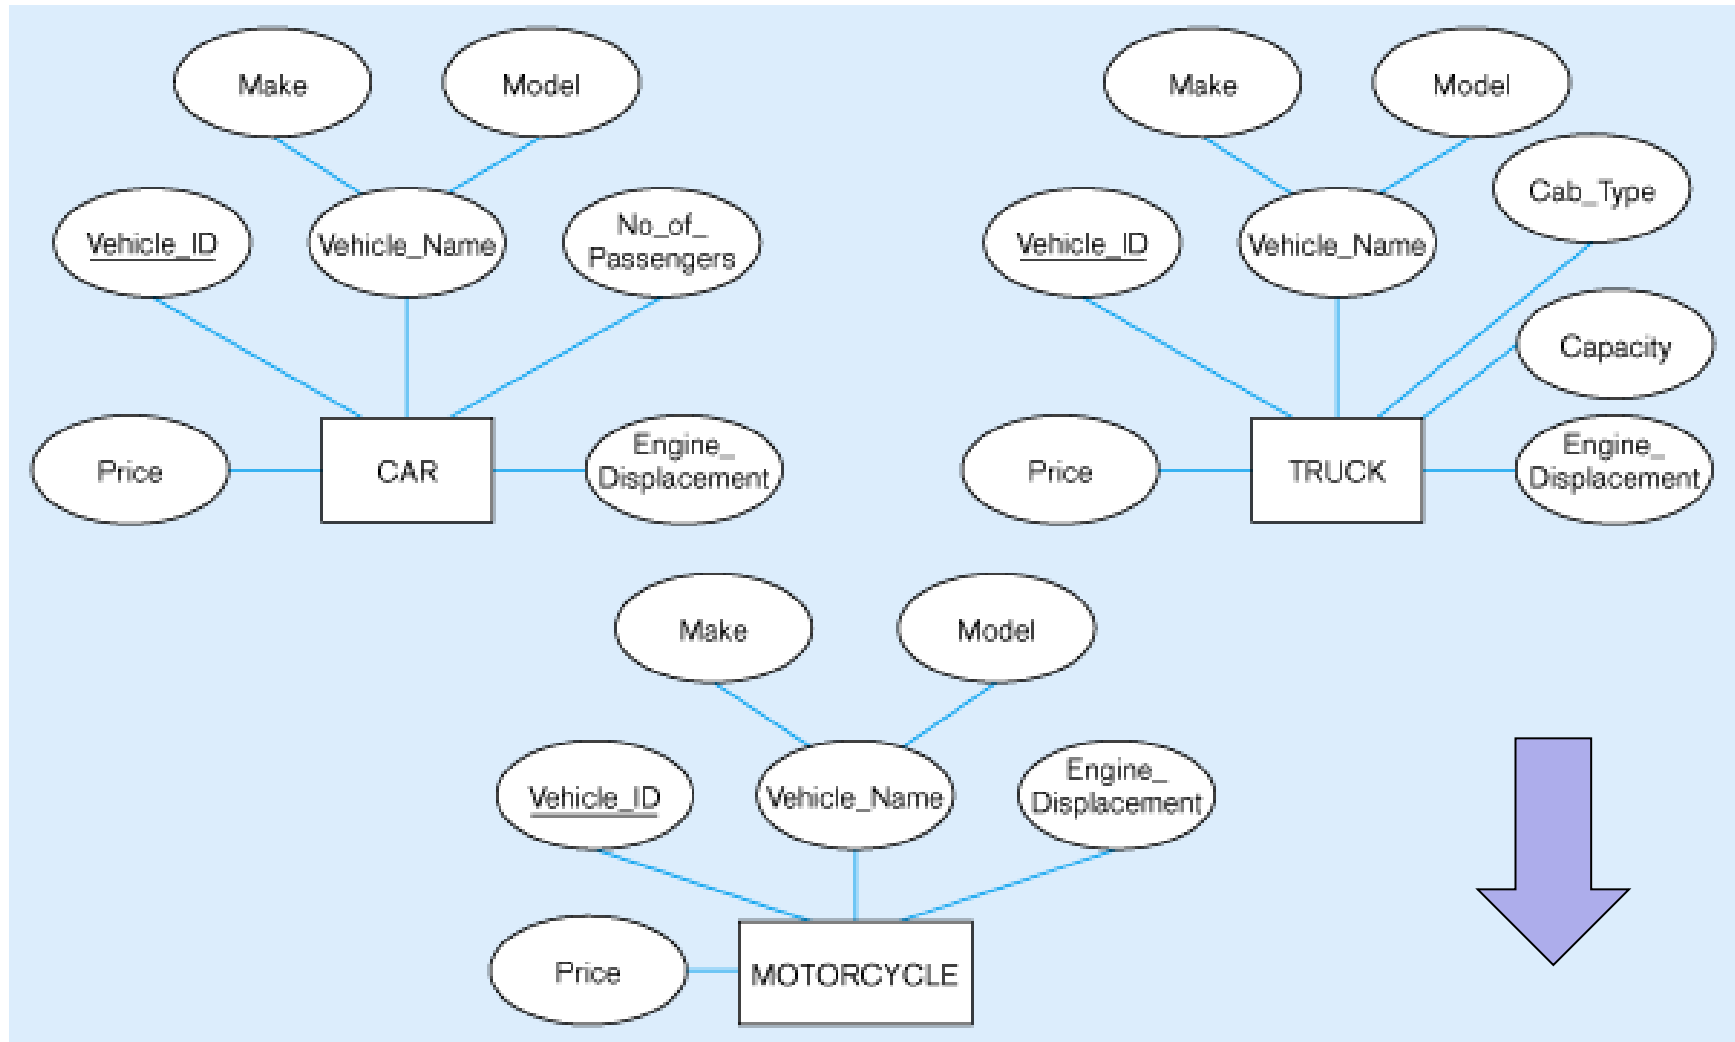 Make
Model
Vehicle_ID
Vehicle_Name
No_of_
Passengers
Price
CAR
Engine_
Displacement
Make
Model
Cab_Type
Vehicle_ID
Vehicle_Name
Capacity
Price
TRUCK
Engine_
Displacement
Make
Model
Vehicle_ID
Vehicle_Name
Engine_
Displacement
Price
MOTORCYCLE